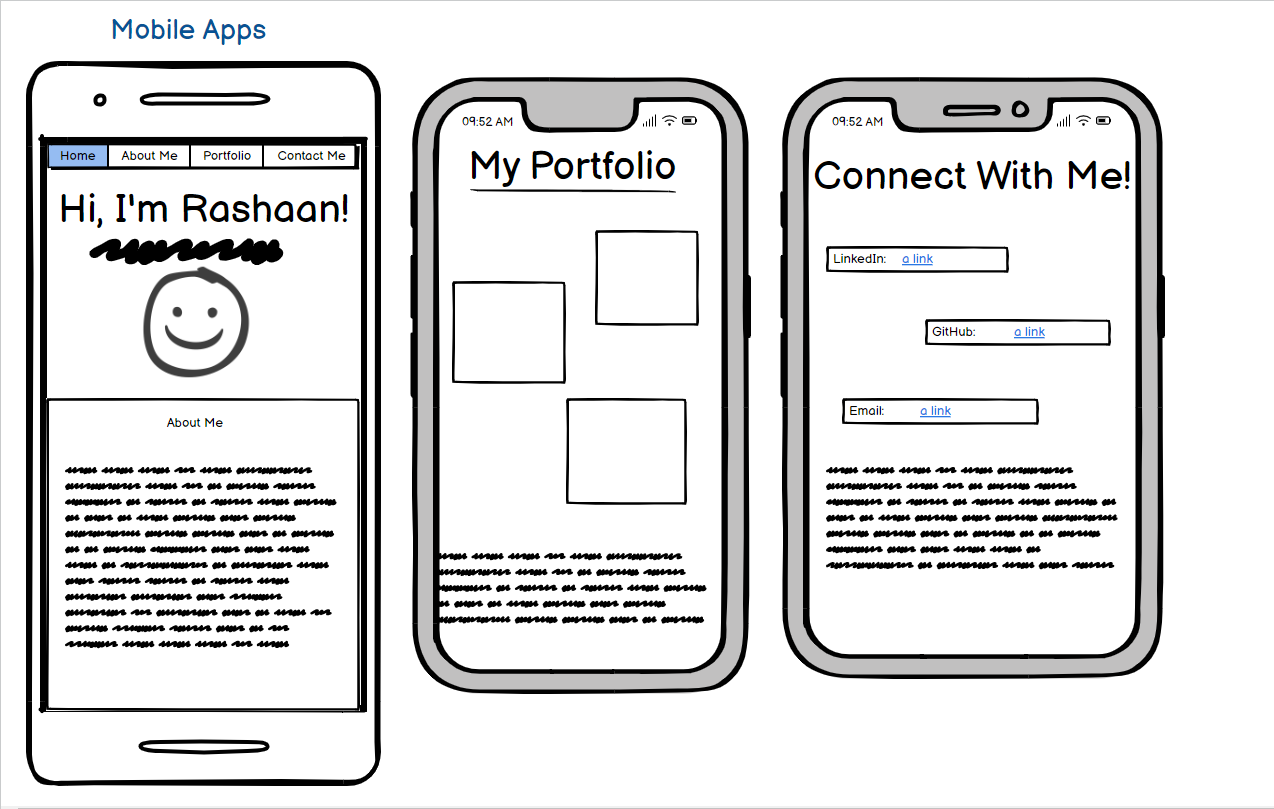 Mobile Apps
Home About Me Portfolio Contact Me
Hi, I'm Rashaan!
About Me
09:52 AM
My Portfolio
09:52 AM
Connect With Me!
LinkedIn: a link
GitHub: a link
Email: a link